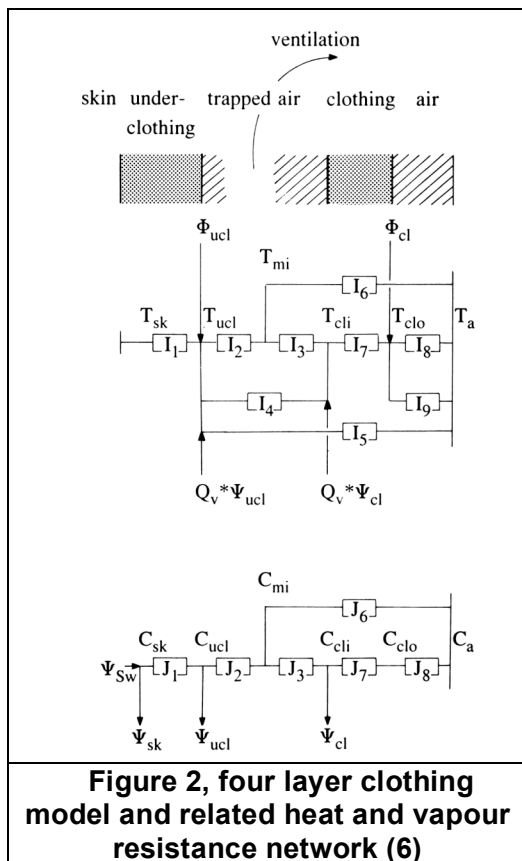 ventilation
skin under- trapped air clothing air
clothing
Φucl Φcl
Tmi
I6
Tsk Tucl Tcli Tclo Ta
I1 I2 I3 I7 I8
I4 I9
I5
Qv*Ψucl Qv*Ψcl
Cmi
J6
Csk Cucl Ccli Cclo Ca
ΨSw J1 J2 J3 J7 J8
Ψsk Ψucl Ψcl
Figure 2, four layer clothing
model and related heat and vapour
resistance network (6)